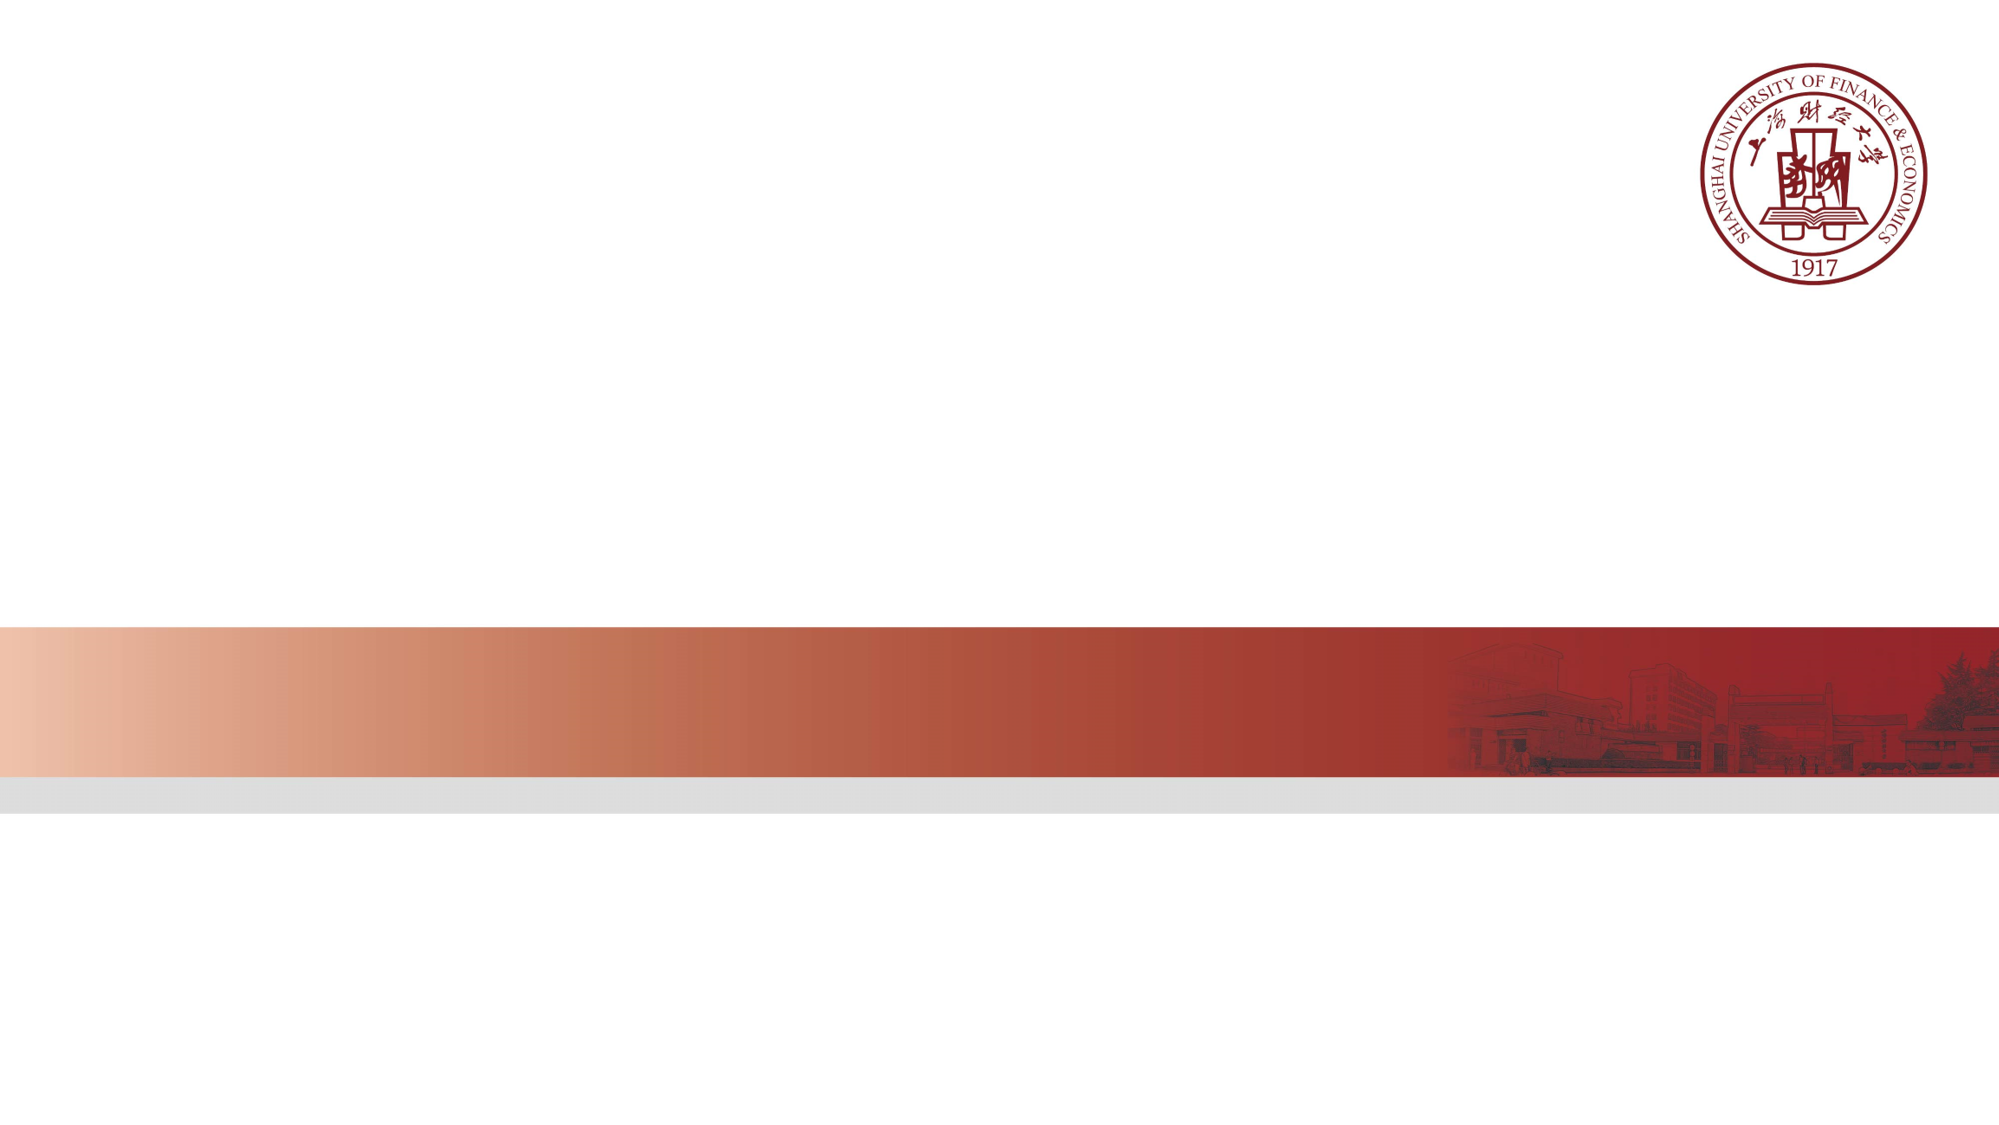 SHANGHAI UNIVERSITY OF FINANCE & ECONOMICS
上海财经大学
1917